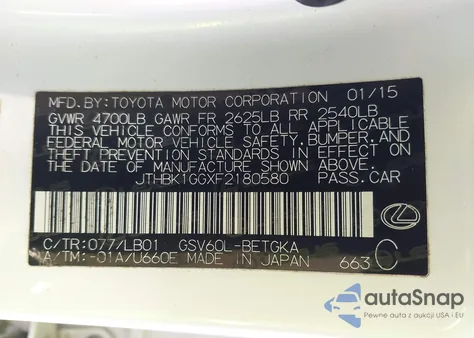 MFD. BY: TOYOTA MOTOR CORPORATION 01/15
GVWR 4700LB GAWR FR 2625LB RR 2540LB
THIS VEHICLE CONFORMS TO ALL APPLICABLE
FEDERAL MOTOR VEHICLE SAFETY,BUMPER,AND
THEFT PREVENTION STANDARDS IN EFFECT ON
THE DATE OF MANUFACTURE SHOWN ABOVE.
JTHBK1GGXF2180580 PASS.CAR
C/TR:077/LB01 GSV60L-BETGKA
A/TM:-01A/U660E MADE IN JAPAN 663 C
autoSnap
Pewne auta z aukcji USA i EU